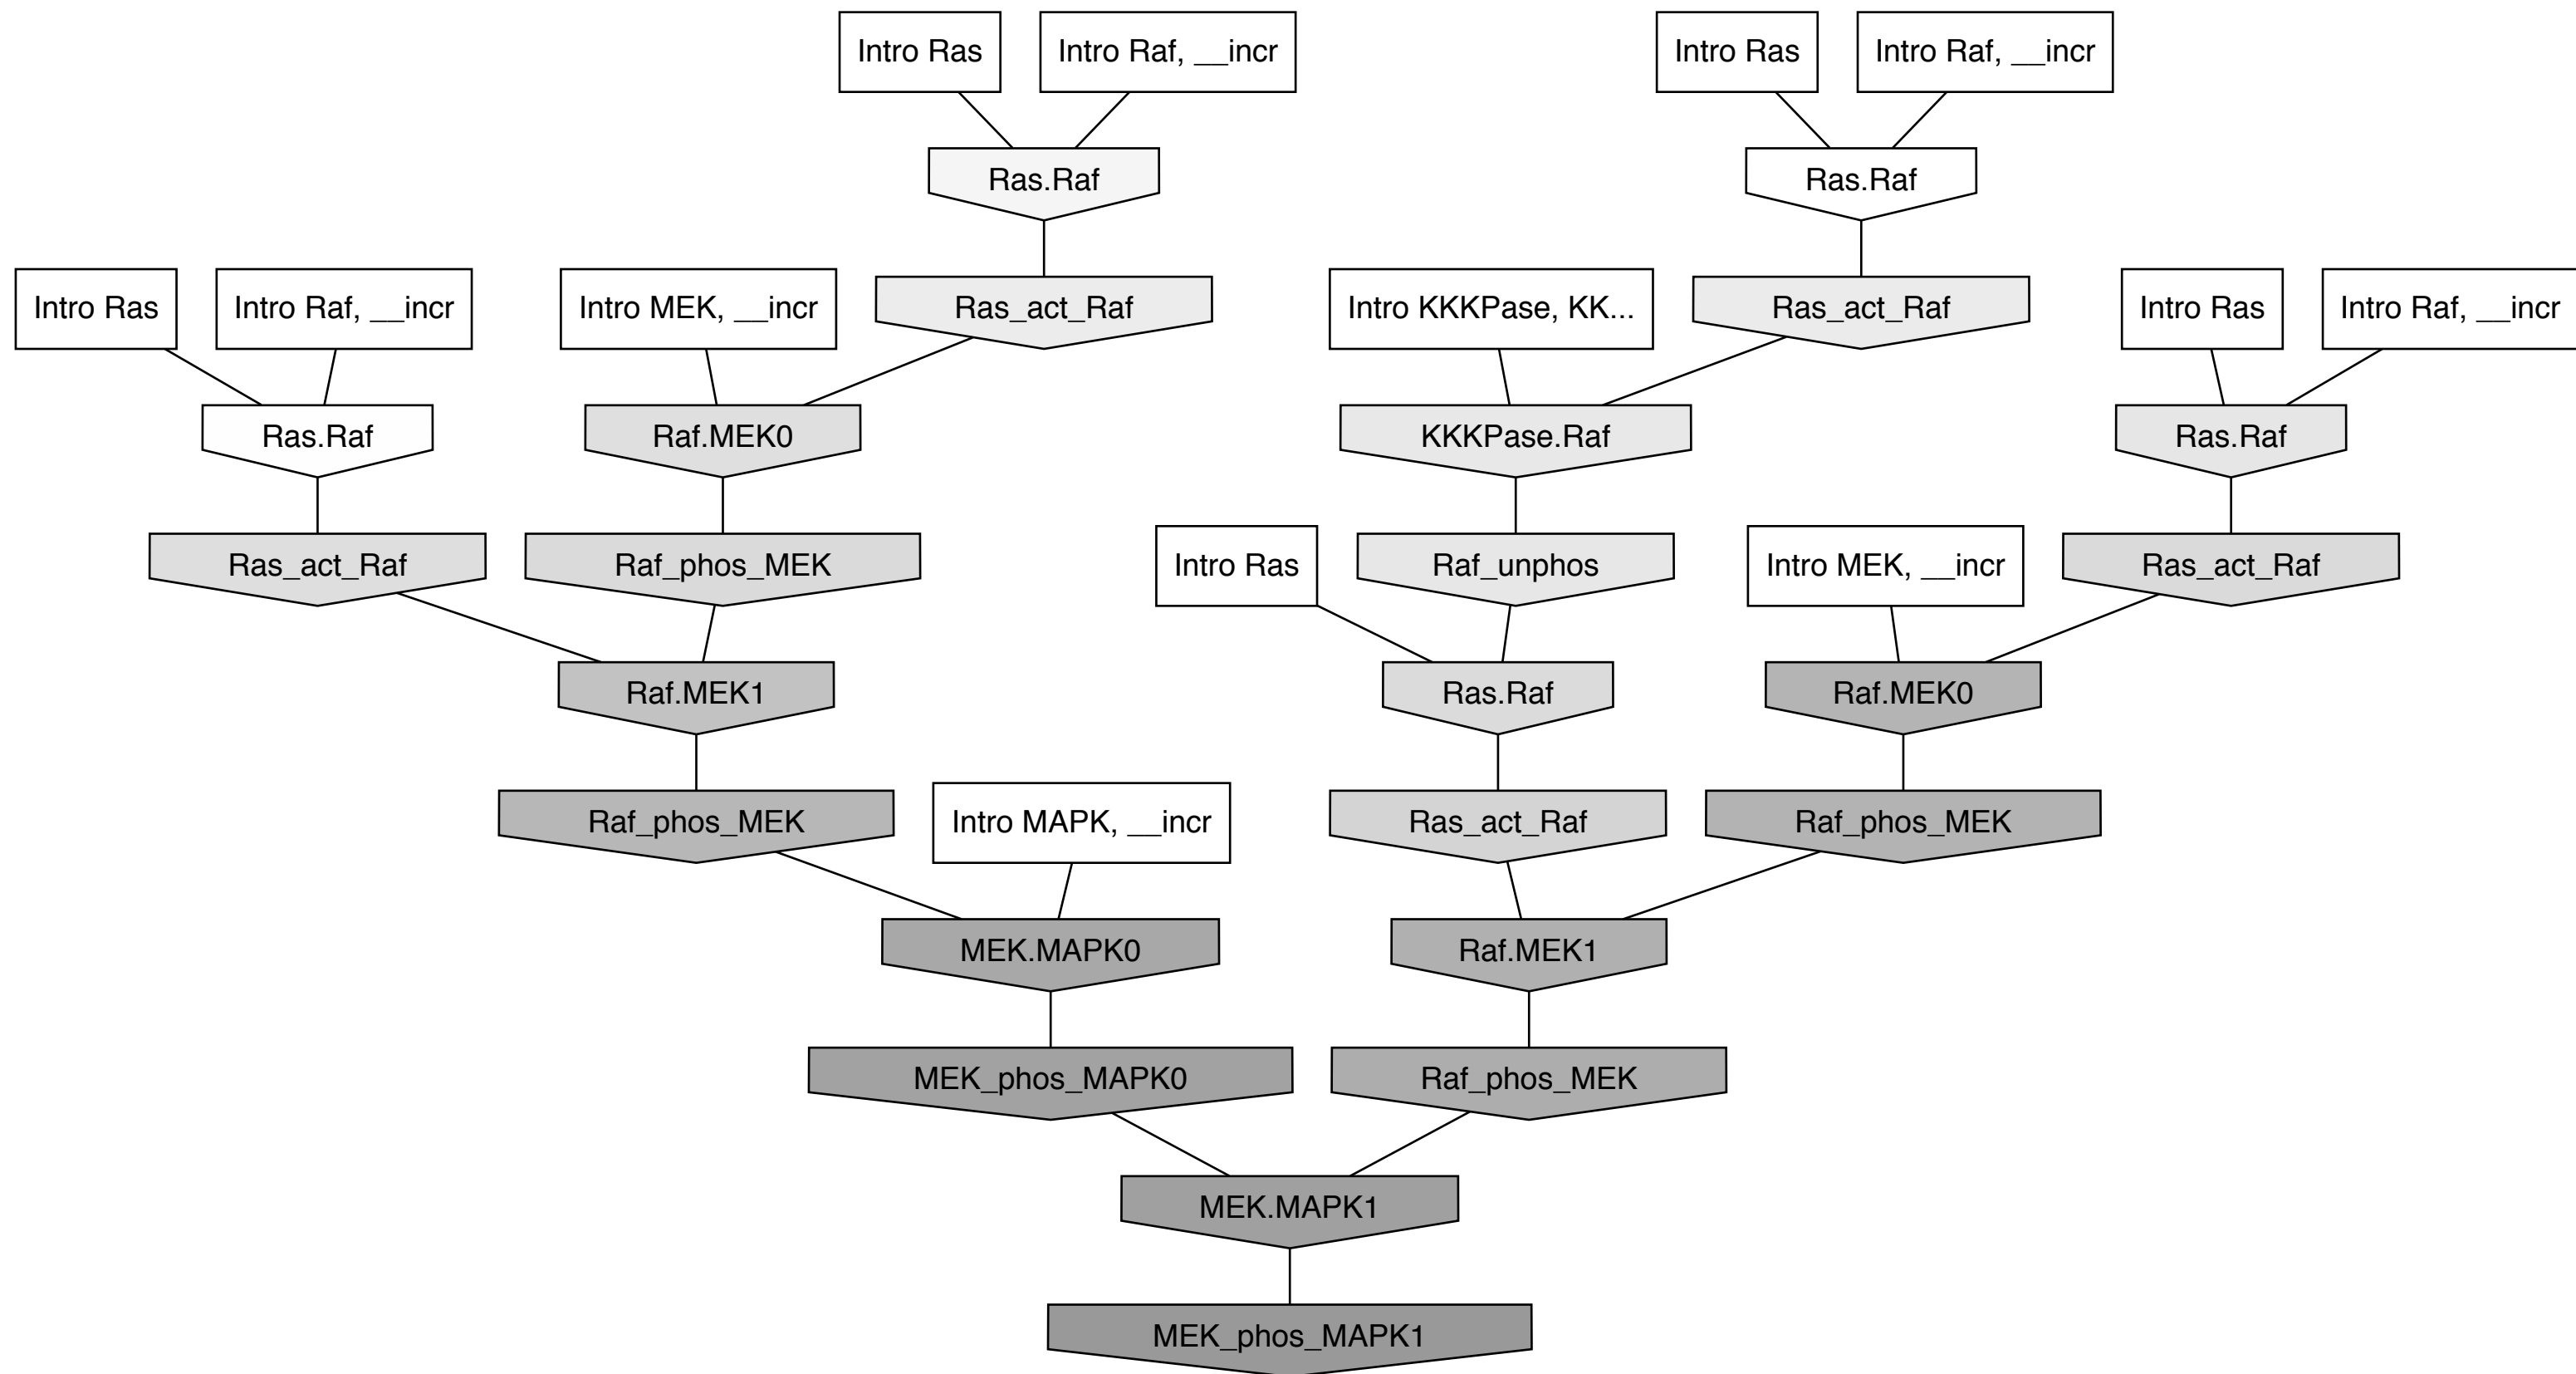 Intro Ras
Intro Raf, __incr
Intro Ras
Intro Raf, __incr
Ras.Raf
Ras.Raf
Intro Ras
Intro Raf, __incr
Intro MEK, __incr
Ras_act_Raf
Intro KKKPase, KK...
Ras_act_Raf
Intro Ras
Intro Raf, __incr
Ras.Raf
Raf.MEK0
KKKPase.Raf
Ras.Raf
Ras_act_Raf
Raf_phos_MEK
Intro Ras
Raf_unphos
Intro MEK, __incr
Ras_act_Raf
Raf.MEK1
Ras.Raf
Raf.MEK0
Raf_phos_MEK
Intro MAPK, __incr
Ras_act_Raf
Raf_phos_MEK
MEK.MAPK0
Raf.MEK1
MEK_phos_MAPK0
Raf_phos_MEK
MEK.MAPK1
MEK_phos_MAPK1